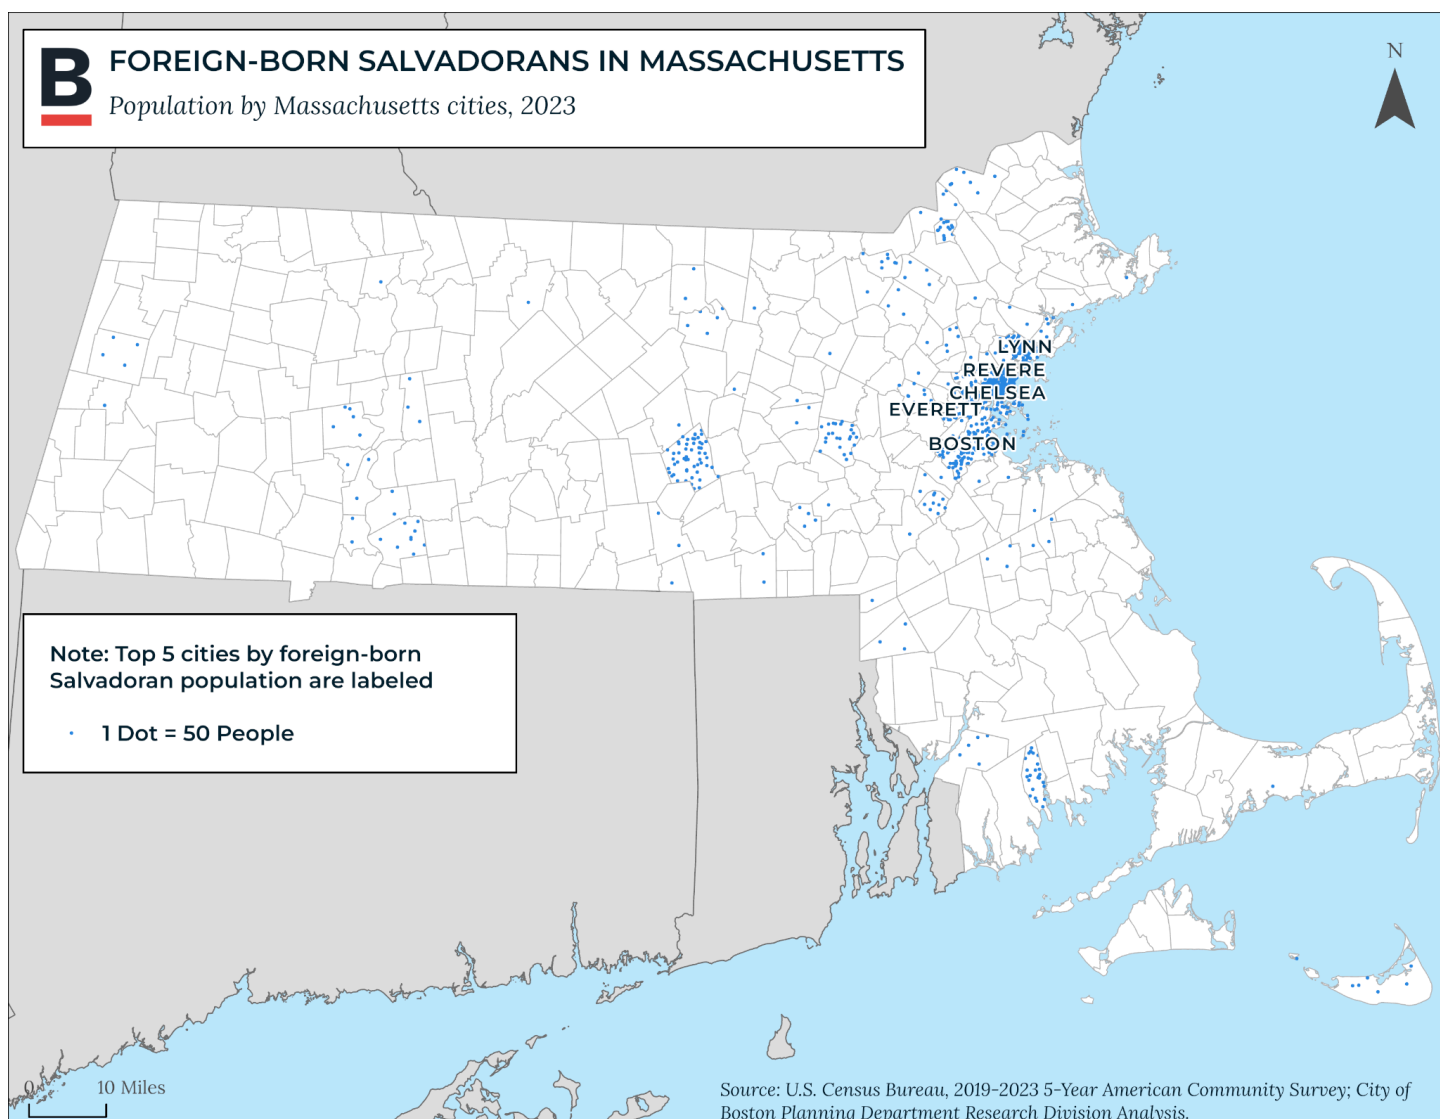 B
FOREIGN-BORN SALVADORANS IN MASSACHUSETTS
Population by Massachusetts cities, 2023
N
LYNN
REVERE
CHELSEA
EVERETT
BOSTON
Note: Top 5 cities by foreign-born
Salvadoran population are labeled
1 Dot = 50 People
0 10 Miles
Source: U.S. Census Bureau, 2019-2023 5-Year American Community Survey; City of
Boston Planning Department Research Division Analysis.